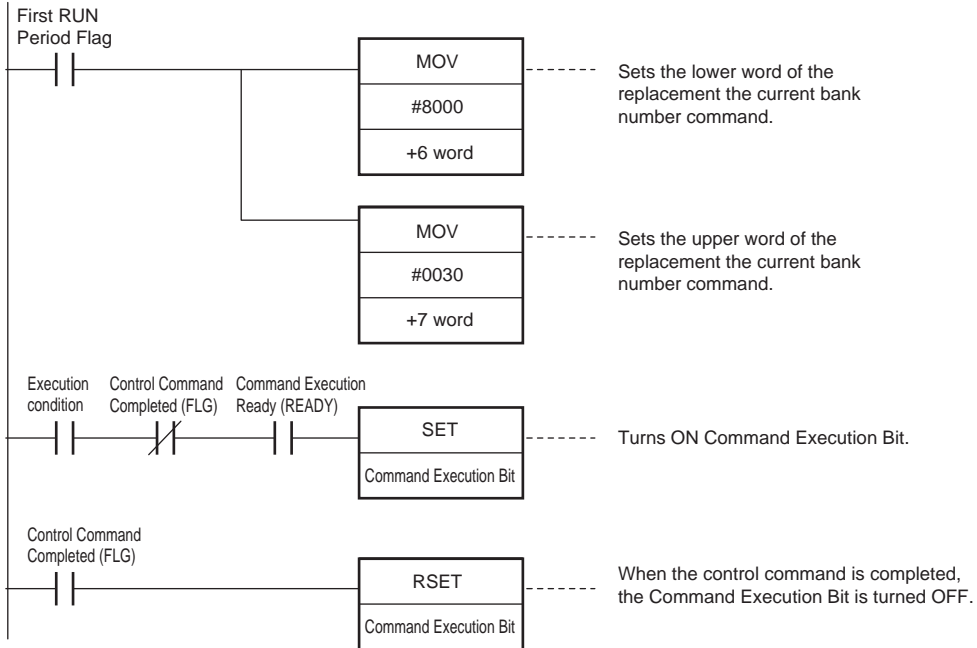 First RUN
Period Flag
MOV
#8000
+6 word
Sets the lower word of the
replacement the current bank
number command.
MOV
#0030
+7 word
Sets the upper word of the
replacement the current bank
number command.
Execution
condition
Control Command
Completed (FLG)
Command Execution
Ready (READY)
SET
Command Execution Bit
Turns ON Command Execution Bit.
Control Command
Completed (FLG)
RSET
Command Execution Bit
When the control command is completed,
the Command Execution Bit is turned OFF.